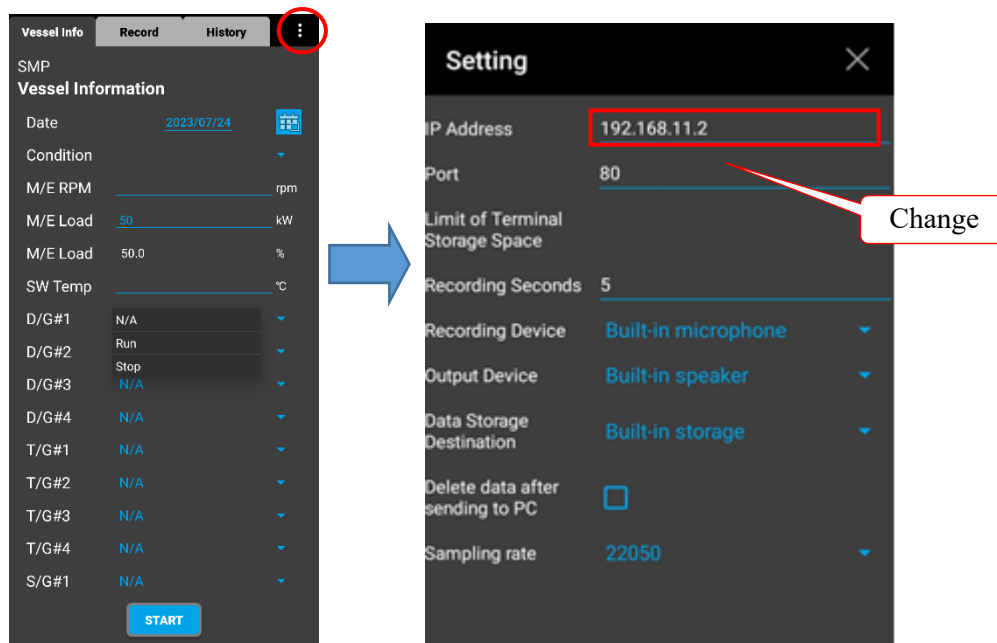 Vessel Info Record History
SMP
Vessel Information
Date 2023/07/24
Condition
M/E RPM rpm
M/E Load 50 kW
M/E Load 50.0 %
SW Temp ℃
D/G#1
N/A
D/G#2
Run
Stop
D/G#3 N/A
D/G#4 N/A
T/G#1 N/A
T/G#2 N/A
T/G#3 N/A
T/G#4 N/A
S/G#1 N/A
START
Setting
IP Address 192.168.11.2
Port 80
Limit of Terminal
Storage Space
Recording Seconds 5
Recording Device Built-in microphone
Output Device Built-in speaker
Data Storage
Destination Built-in storage
Delete data after
sending to PC
Sampling rate 22050
Change